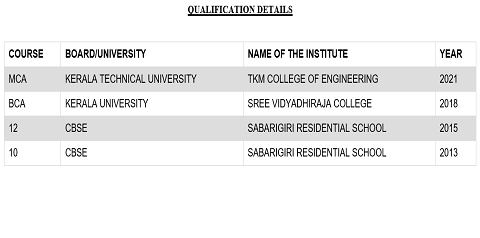 QUALIFICATION DETAILS
COURSE BOARD/UNIVERSITY NAME OF THE INSTITUTE YEAR
MCA KERALA TECHNICAL UNIVERSITY TKM COLLEGE OF ENGINEERING 2021
BCA KERALA UNIVERSITY SREE VIDYADHIRAJA COLLEGE 2018
12 CBSE SABARIGIRI RESIDENTIAL SCHOOL 2015
10 CBSE SABARIGIRI RESIDENTIAL SCHOOL 2013